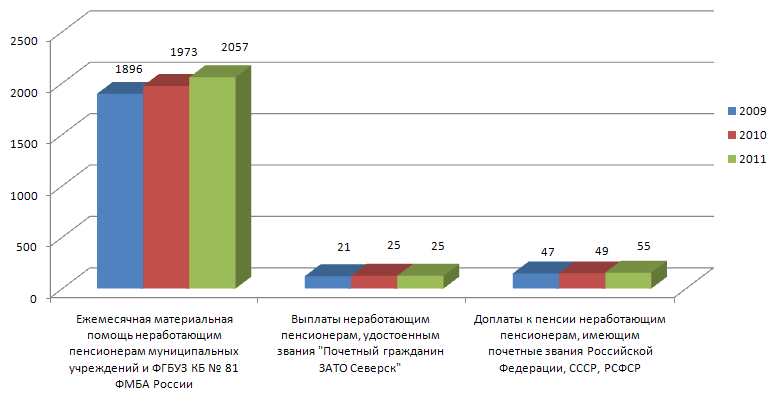 2500
2000
1500
1000
500
0
1896
1973
2057
21
25
25
47
49
55
2009
2010
2011
Ежемесячная материальная
помощь неработающим
пенсионерам муниципальных
учреждений и ФГБУЗ КБ № 81
ФМБА России
Выплаты неработающим
пенсионерам, удостоенным
звания "Почетный гражданин
ЗАТО Северск"
Доплаты к пенсии неработающим
пенсионерам, имеющим
почетные звания Российской
Федерации, СССР, РСФСР